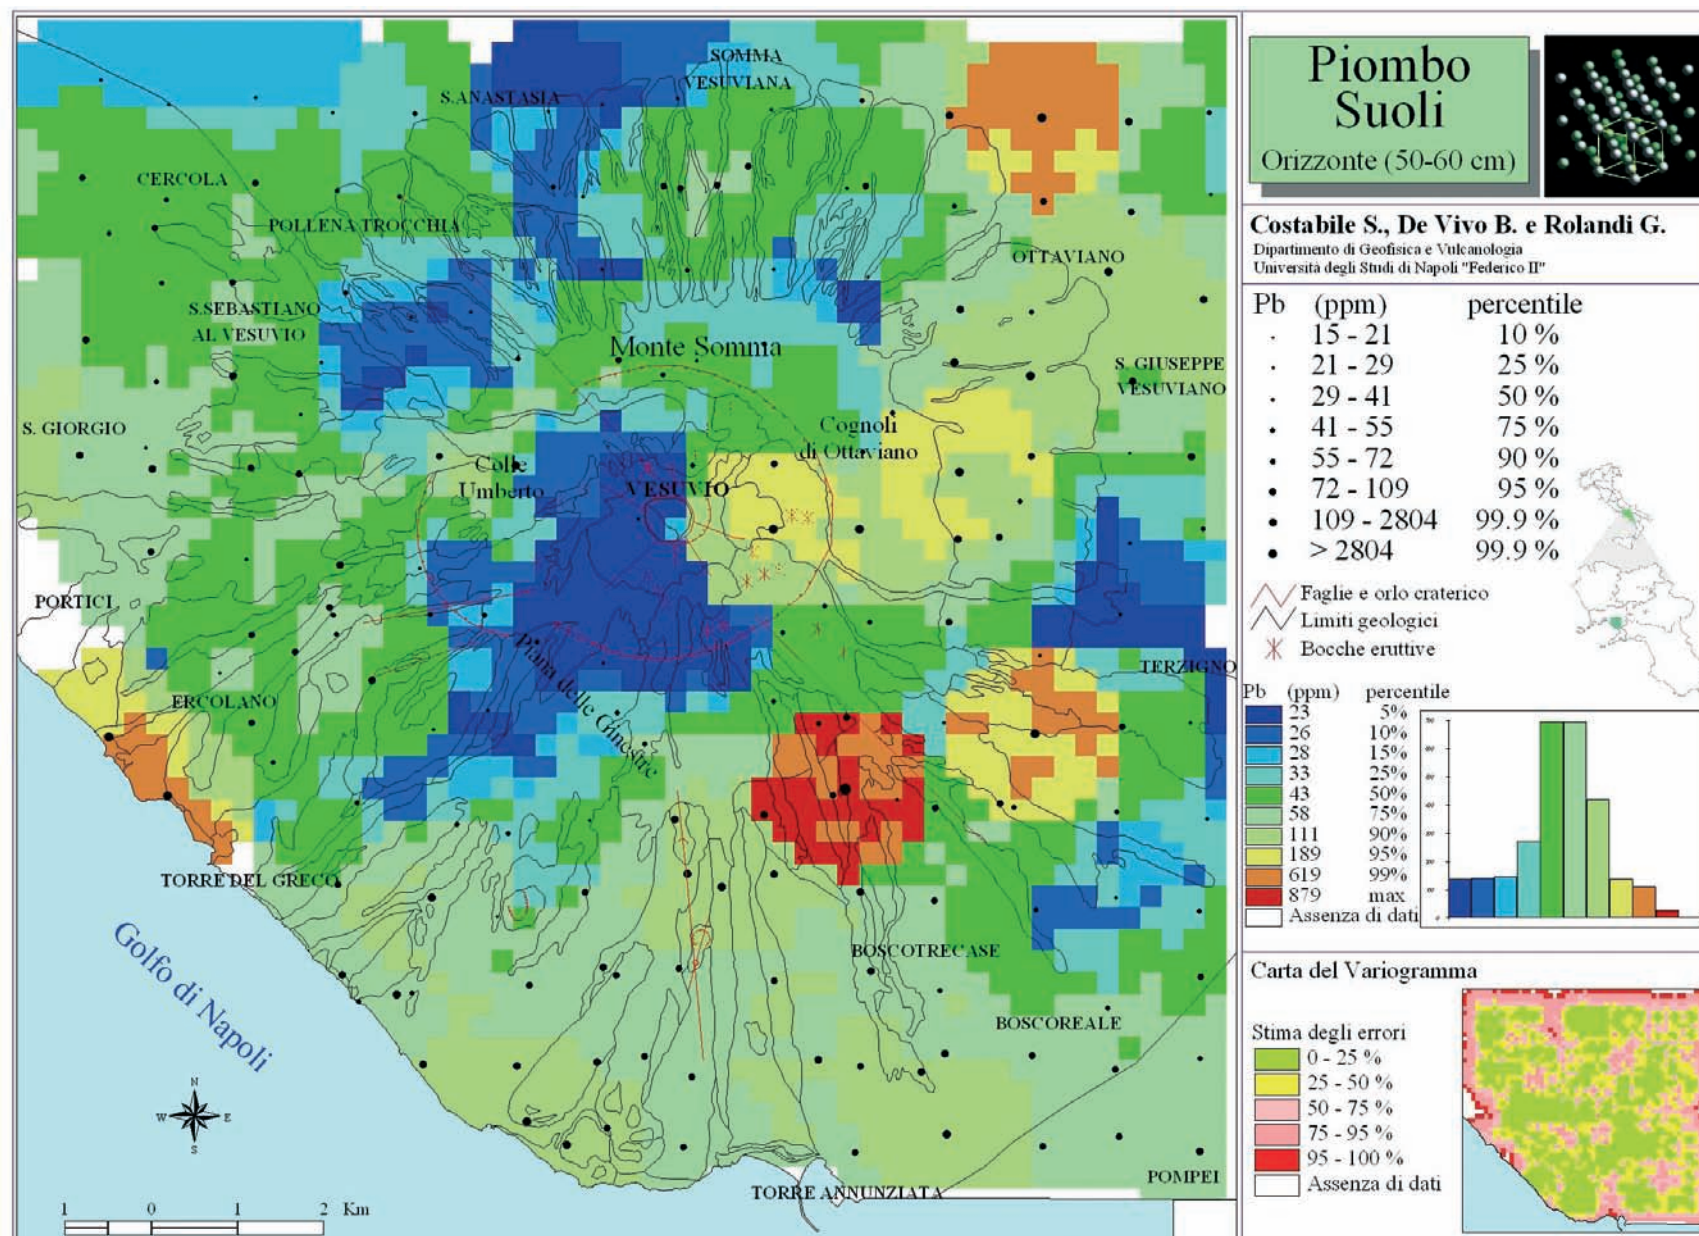 SOMMA
VESUVIANA
S.ANASTASIA
CERCOLA
POLLENA TROCCHIA
OTTAVIANO
S.SEBASTIANO
AL VESUVIO
Monte Somma
S. GIUSEPPE
VESUVIANO
S. GIORGIO
Cognoli
di Ottaviano
Colle
Umberto
VESUVIO
PORTICI
Piana delle Ginestre
TERZIGNO
ERCOLANO
TORRE DEL GRECO
Golfo di Napoli
BOSCOTRECASE
BOSCOREALE
N
W E
S
POMPEI
TORRE ANNUNZIATA
1 0 1 2 Km
Piombo
Suoli
Orizzonte (50-60 cm)
Costabile S., De Vivo B. e Rolandi G.
Dipartimento di Geofisica e Vulcanologia
Università degli Studi di Napoli "Federico II"
Pb (ppm) percentile
15 - 21 10 %
21 - 29 25 %
29 - 41 50 %
41 - 55 75 %
55 - 72 90 %
72 - 109 95 %
109 - 2804 99.9 %
> 2804 99.9 %
Faglie e orlo craterico
Limiti geologici
Bocche eruttive
Pb (ppm) percentile
23 5%
26 10%
28 15%
33 25%
43 50%
58 75%
111 90%
189 95%
619 99%
879 max
Assenza di dati
Carta del Variogramma
Stima degli errori
0 - 25 %
25 - 50 %
50 - 75 %
75 - 95 %
95 - 100 %
Assenza di dati